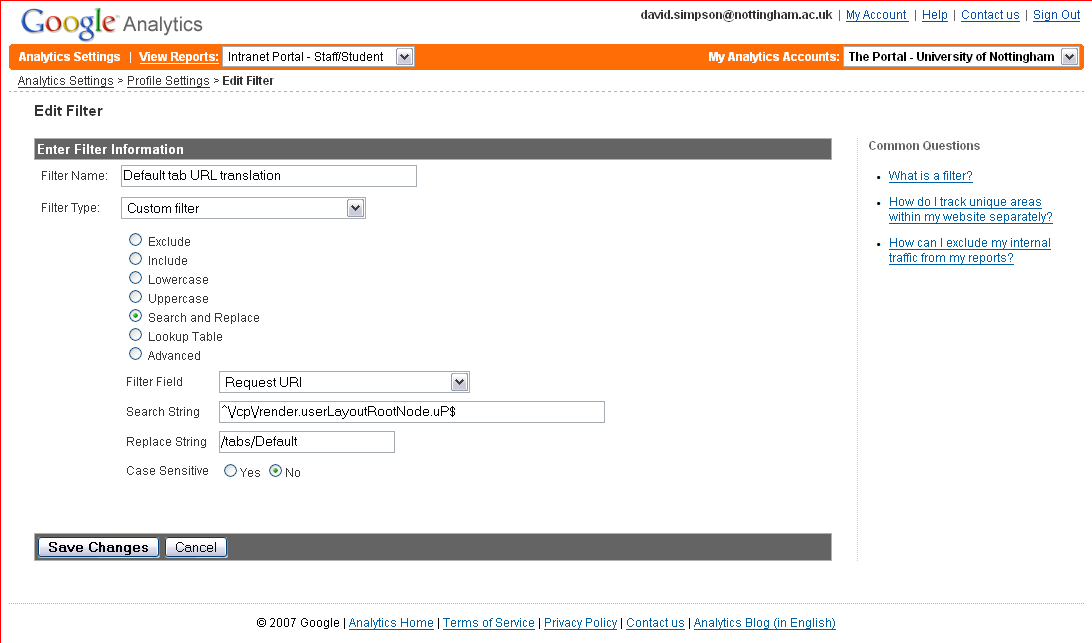 Google™ Analytics
david.simpson@nottingham.ac.uk | My Account | Help | Contact us | Sign Out
Analytics Settings | View Reports: Intranet Portal - Staff/Student My Analytics Accounts: The Portal - University of Nottingham
Analytics Settings > Profile Settings > Edit Filter
Edit Filter
Enter Filter Information
Filter Name: Default tab URL translation
Filter Type: Custom filter
Exclude
Include
Lowercase
Uppercase
Search and Replace
Lookup Table
Advanced
Filter Field Request URI
Search String ^\/cp\/render.userLayoutRootNode.uP$
Replace String /tabs/Default
Case Sensitive Yes No
Save Changes Cancel
Common Questions
• What is a filter?
• How do I track unique areas
within my website separately?
• How can I exclude my internal
traffic from my reports?
© 2007 Google | Analytics Home | Terms of Service | Privacy Policy | Contact us | Analytics Blog (in English)